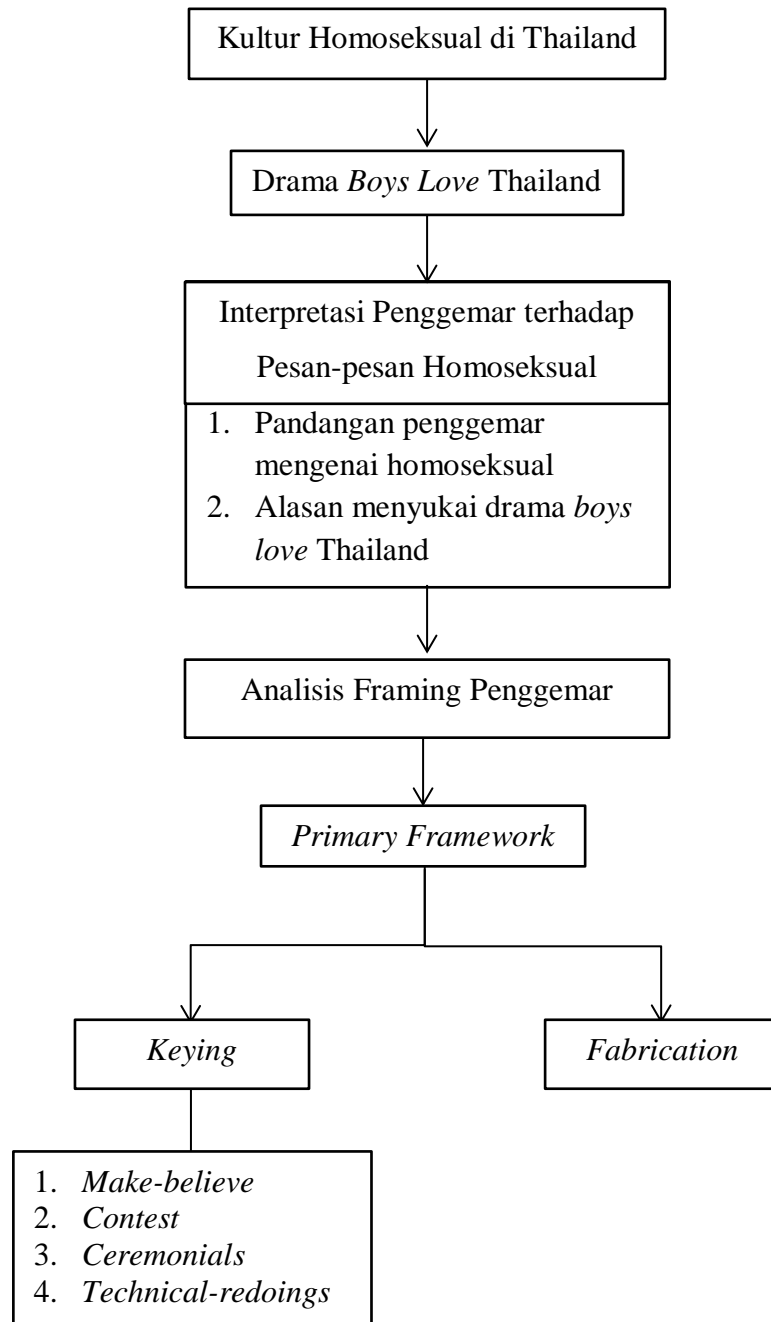 Kultur Homoseksual di Thailand
Drama Boys Love Thailand
Interpretasi Penggemar terhadap
Pesan-pesan Homoseksual
1. Pandangan penggemar
mengenai homoseksual
2. Alasan menyukai drama boys
love Thailand
Analisis Framing Penggemar
Primary Framework
Keying
Fabrication
1. Make-believe
2. Contest
3. Ceremonials
4. Technical-redoings